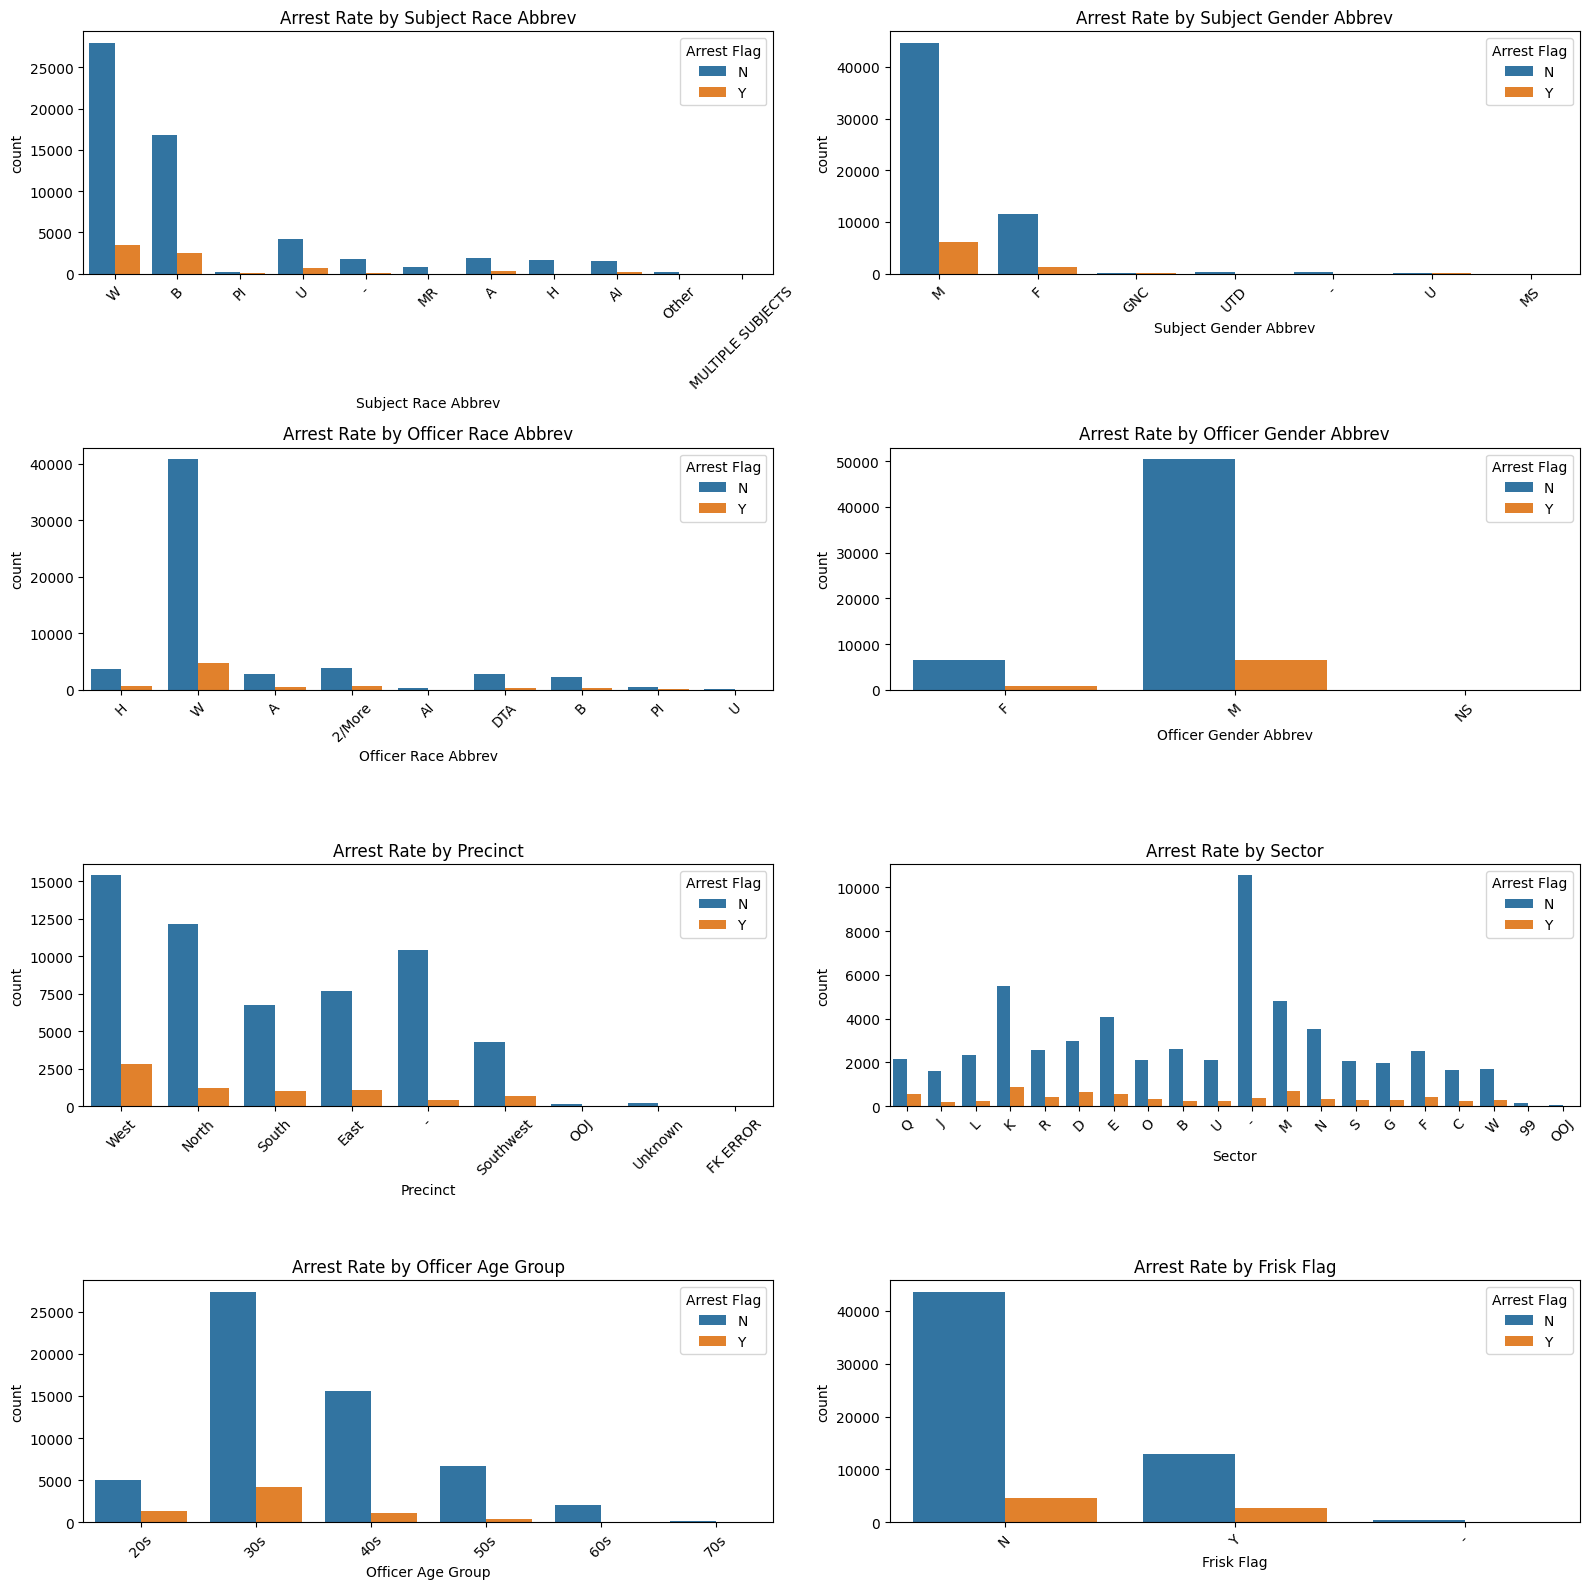 Arrest Rate by Subject Race Abbrev
count
25000
20000
15000
10000
5000
0
Arrest Flag
N
Y
W B PI U - MR A H AI Other MULTIPLE SUBJECTS
Subject Race Abbrev
Arrest Rate by Subject Gender Abbrev
count
40000
30000
20000
10000
0
Arrest Flag
N
Y
M F GNC UTD - U MS
Subject Gender Abbrev
Arrest Rate by Officer Race Abbrev
count
40000
30000
20000
10000
0
Arrest Flag
N
Y
H W A 2/More AI DTA B PI U
Officer Race Abbrev
Arrest Rate by Officer Gender Abbrev
count
50000
40000
30000
20000
10000
0
Arrest Flag
N
Y
F M NS
Officer Gender Abbrev
Arrest Rate by Precinct
count
15000
12500
10000
7500
5000
2500
0
Arrest Flag
N
Y
West North South East - Southwest OOJ Unknown FK ERROR
Precinct
Arrest Rate by Sector
count
10000
8000
6000
4000
2000
0
Arrest Flag
N
Y
Q J L K R D E O B U - M N S G F C W 99 OOJ
Sector
Arrest Rate by Officer Age Group
count
25000
20000
15000
10000
5000
0
Arrest Flag
N
Y
20s 30s 40s 50s 60s 70s
Officer Age Group
Arrest Rate by Frisk Flag
count
40000
30000
20000
10000
0
Arrest Flag
N
Y
N Y -
Frisk Flag